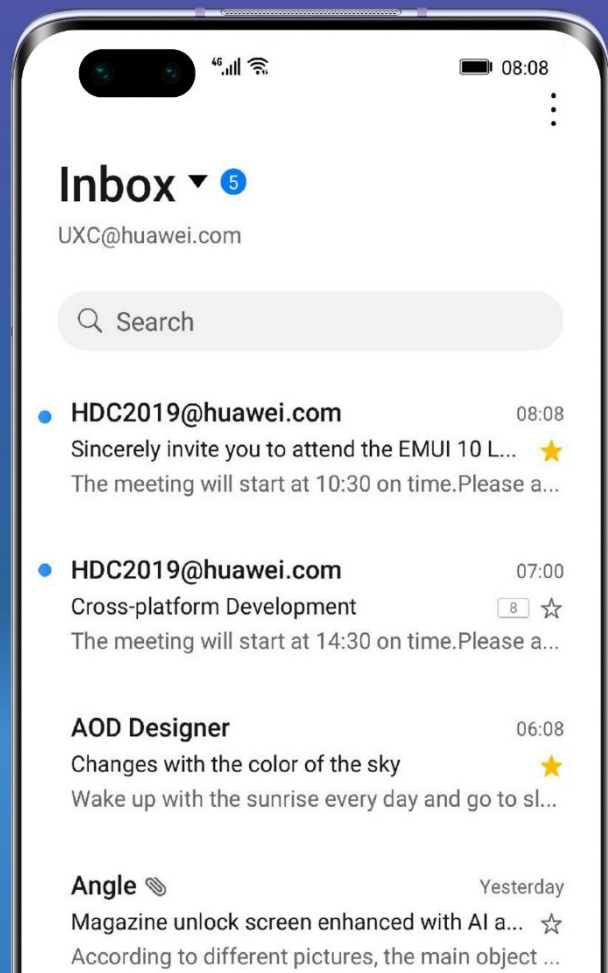 4G 08:08
Inbox 5
UXC@huawei.com
Search
HDC2019@huawei.com 08:08
Sincerely invite you to attend the EMUI 10 L...
The meeting will start at 10:30 on time.Please a...
HDC2019@huawei.com 07:00
Cross-platform Development 8
The meeting will start at 14:30 on time.Please a...
AOD Designer 06:08
Changes with the color of the sky
Wake up with the sunrise every day and go to sl...
Angle Yesterday
Magazine unlock screen enhanced with AI a...
According to different pictures, the main object ...